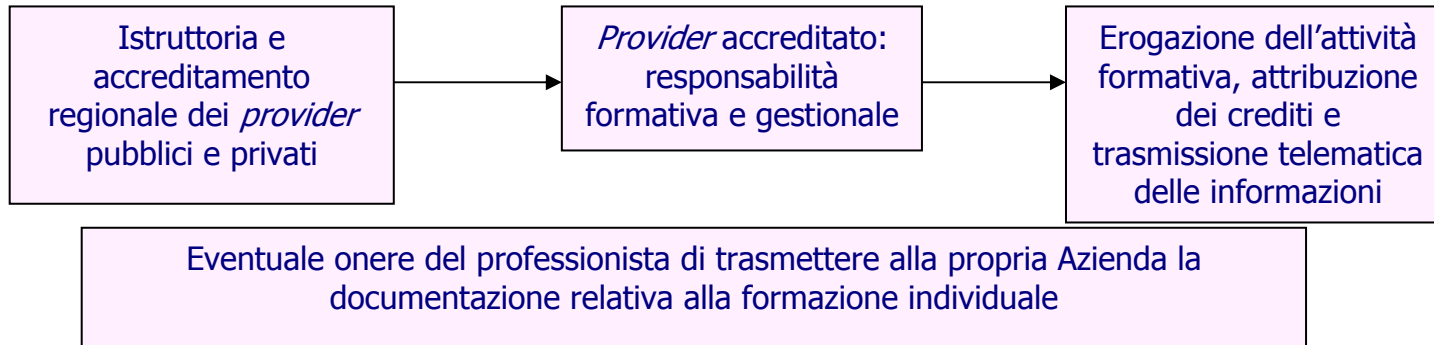 Istruttoria e
accreditamento
regionale dei provider
pubblici e privati
Provider accreditato:
responsabilità
formativa e gestionale
Erogazione dell'attività
formativa, attribuzione
dei crediti e
trasmissione telematica
delle informazioni
Eventuale onere del professionista di trasmettere alla propria Azienda la
documentazione relativa alla formazione individuale